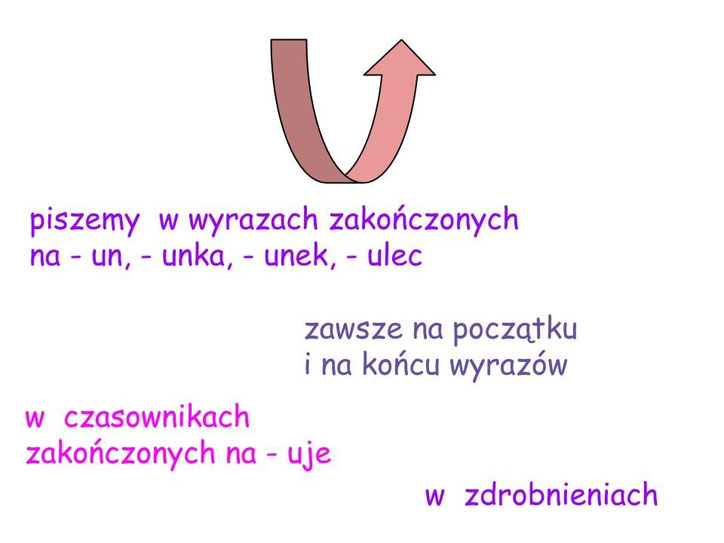 piszemy w wyrazach zakończonych
na - un, - unka, - unek, - ulec
zawsze na początku
i na końcu wyrazów
w czasownikach
zakończonych na - uje
w zdrobnieniach